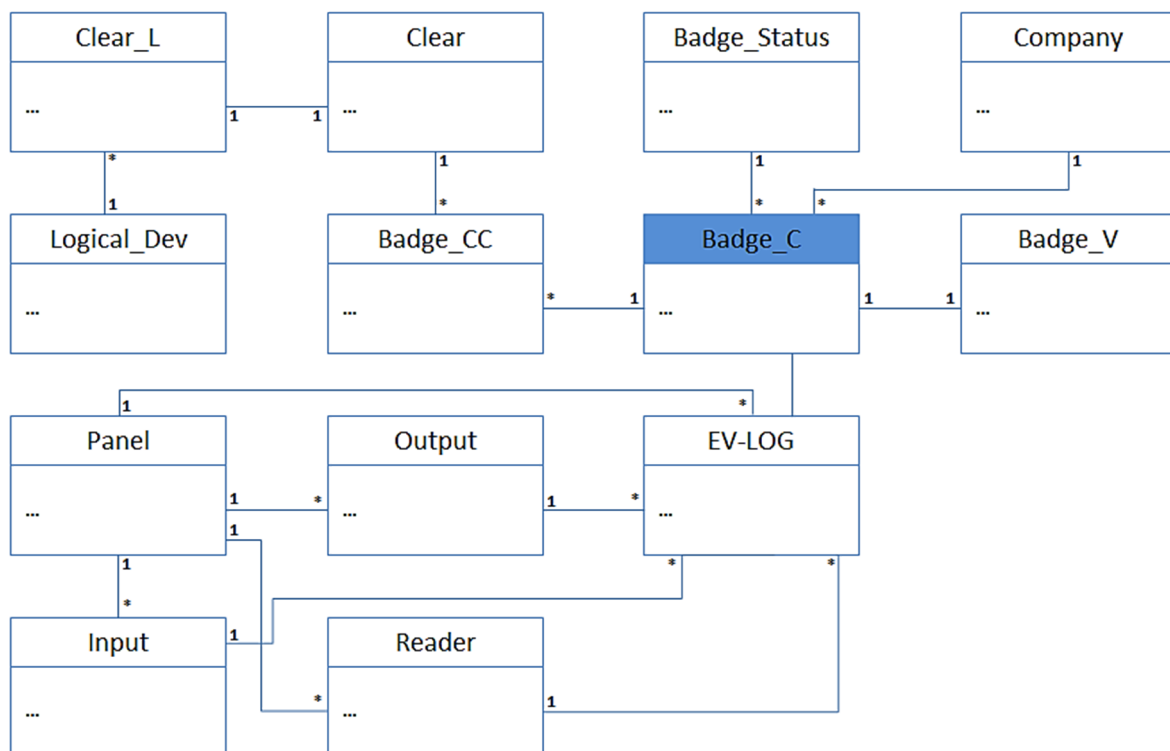 Clear_L Clear Badge_Status Company
... ... ... ...
1 1
* 1 1 1
1 * * *
Logical_Dev Badge_CC Badge_C Badge_V
... ... ... ...
* 1 1 1
1 *
Panel Output EV-LOG
... ... ...
1 * 1 *
1
1 * *
*
Input Reader
1
... ...
* 1